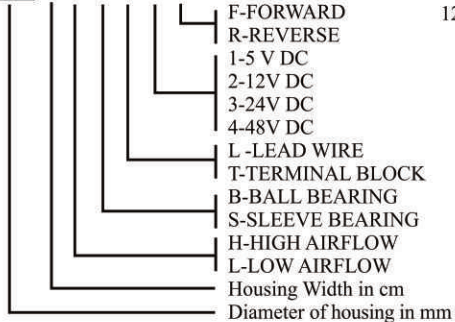 F-FORWARD 12
R-REVERSE
1-5 V DC
2-12V DC
3-24V DC
4-48V DC
L -LEAD WIRE
T-TERMINAL BLOCK
B-BALL BEARING
S-SLEEVE BEARING
H-HIGH AIRFLOW
L-LOW AIRFLOW
Housing Width in cm
Diameter of housing in mm